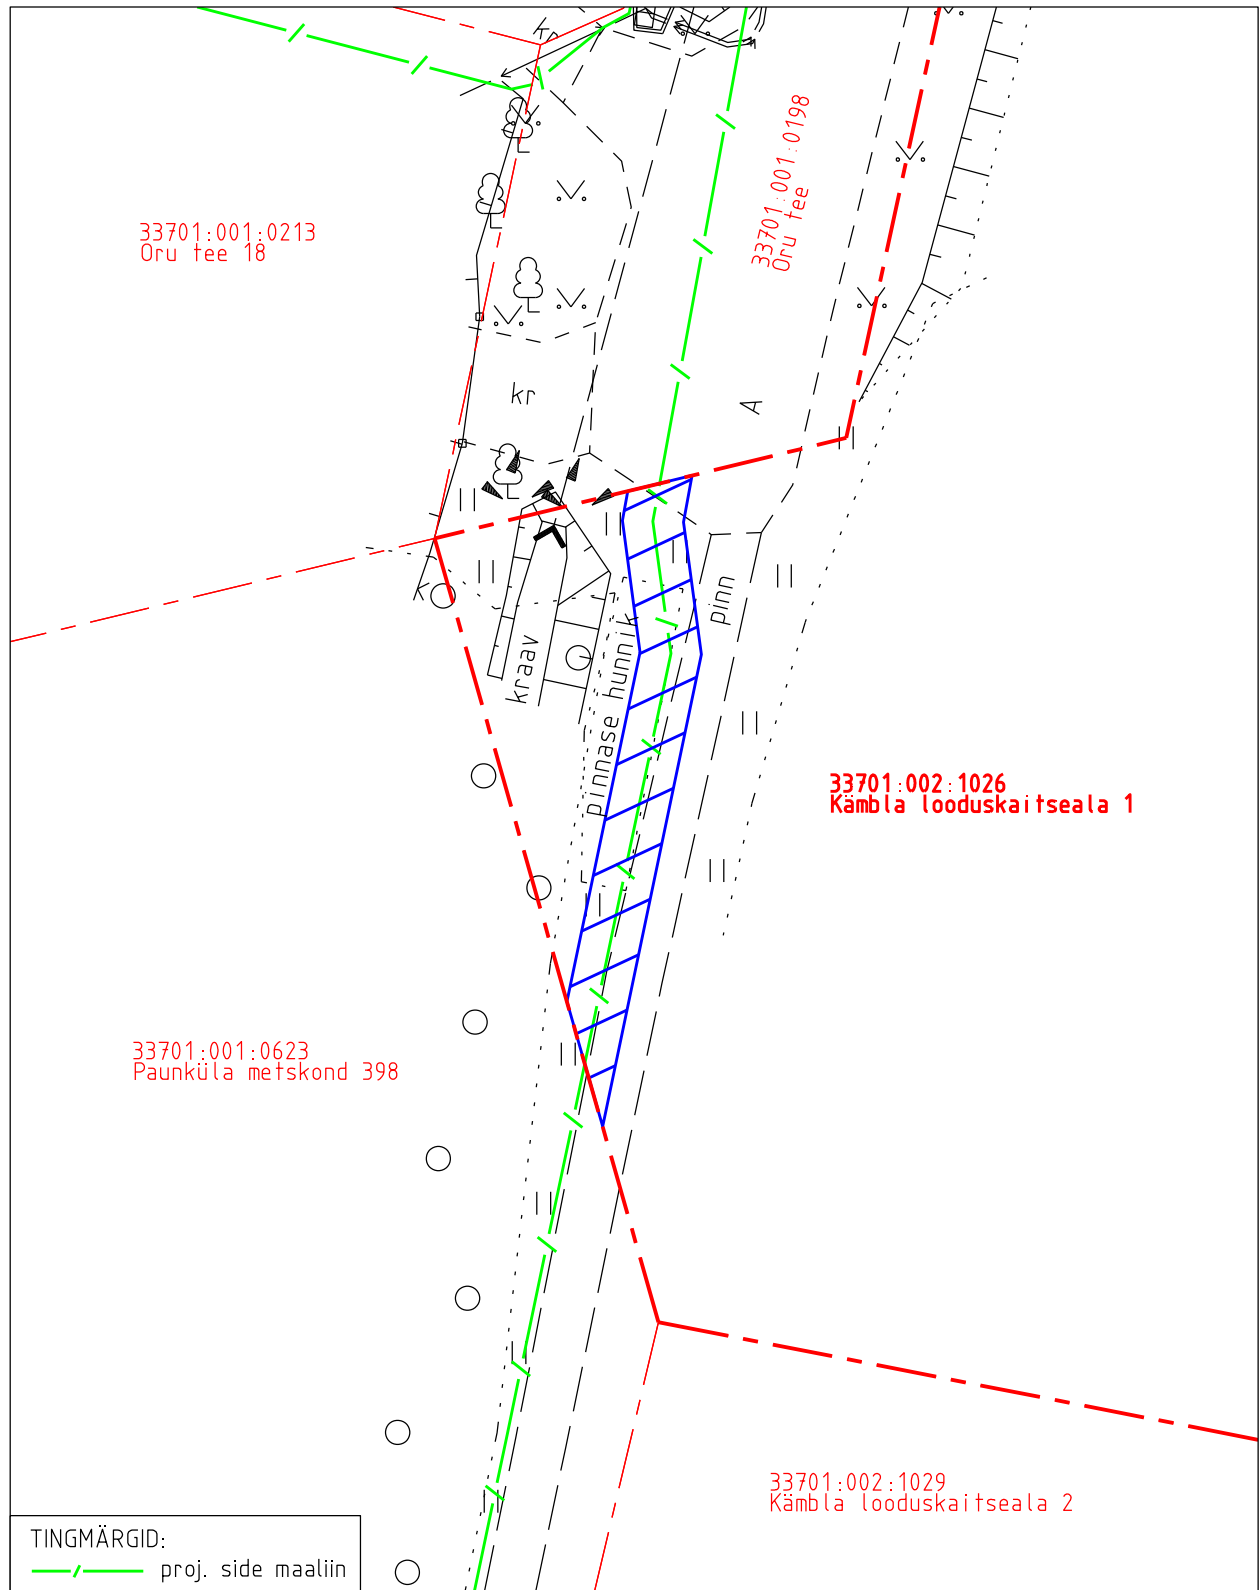 kr
33701:001:0198
Oru tee
33701:001:0213
Oru tee 18
kr
A
pinn
kraav
pinnase hunnik
k
33701:002:1026
Kämbla looduskaitseala 1
33701:001:0623
Paunküla metskond 398
33701:002:1029
Kämbla looduskaitseala 2
TINGMÄRGID:
proj. side maaliin